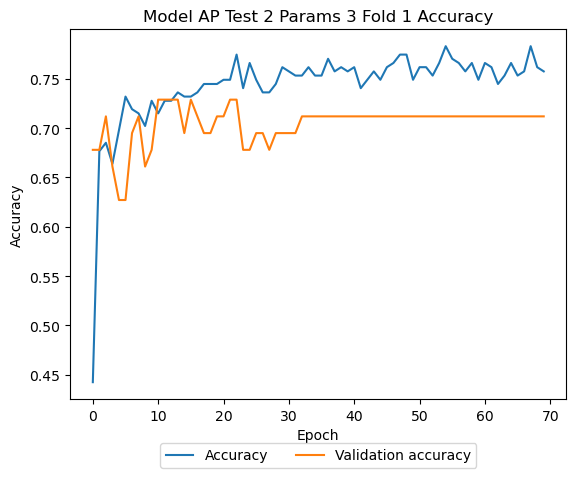 Model AP Test 2 Params 3 Fold 1 Accuracy
Accuracy
0.75
0.70
0.65
0.60
0.55
0.50
0.45
0 10 20 30 40 50 60 70
Epoch
Accuracy Validation accuracy